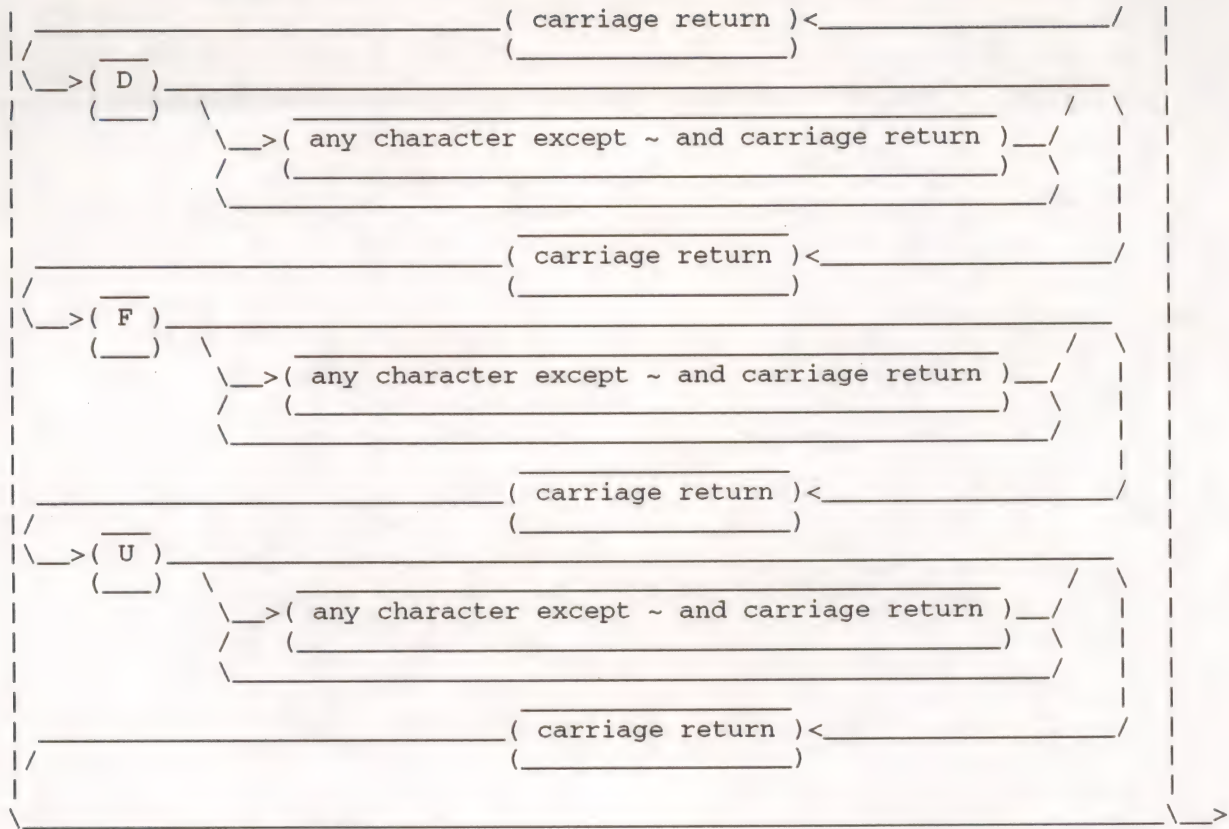 ( carriage return )<
>( D )
>( any character except ~ and carriage return )
( carriage return )<
>( F )
>( any character except ~ and carriage return )
( carriage return )<
>( U )
>( any character except ~ and carriage return )
( carriage return )<
>